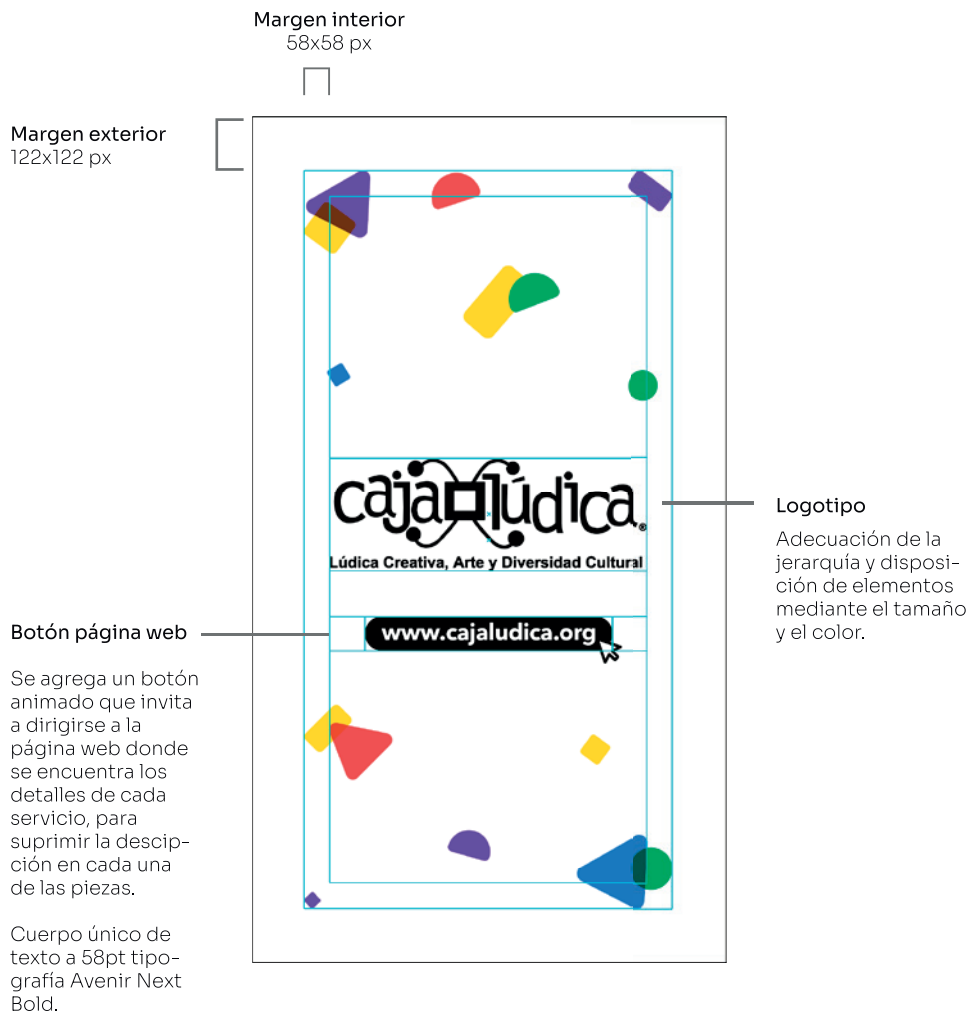 Margen interior
58x58 px
Margen exterior
122x122 px
caja lúdica®
Lúdica Creativa, Arte y Diversidad Cultural
Logotipo
Adecuación de la
jerarquía y disposi-
ción de elementos
mediante el tamaño
y el color.
www.cajaludica.org
Botón página web
Se agrega un botón
animado que invita
a dirigirse a la
página web donde
se encuentra los
detalles de cada
servicio, para
suprimir la descip-
ción en cada una
de las piezas.
Cuerpo único de
texto a 58pt tipo-
grafía Avenir Next
Bold.